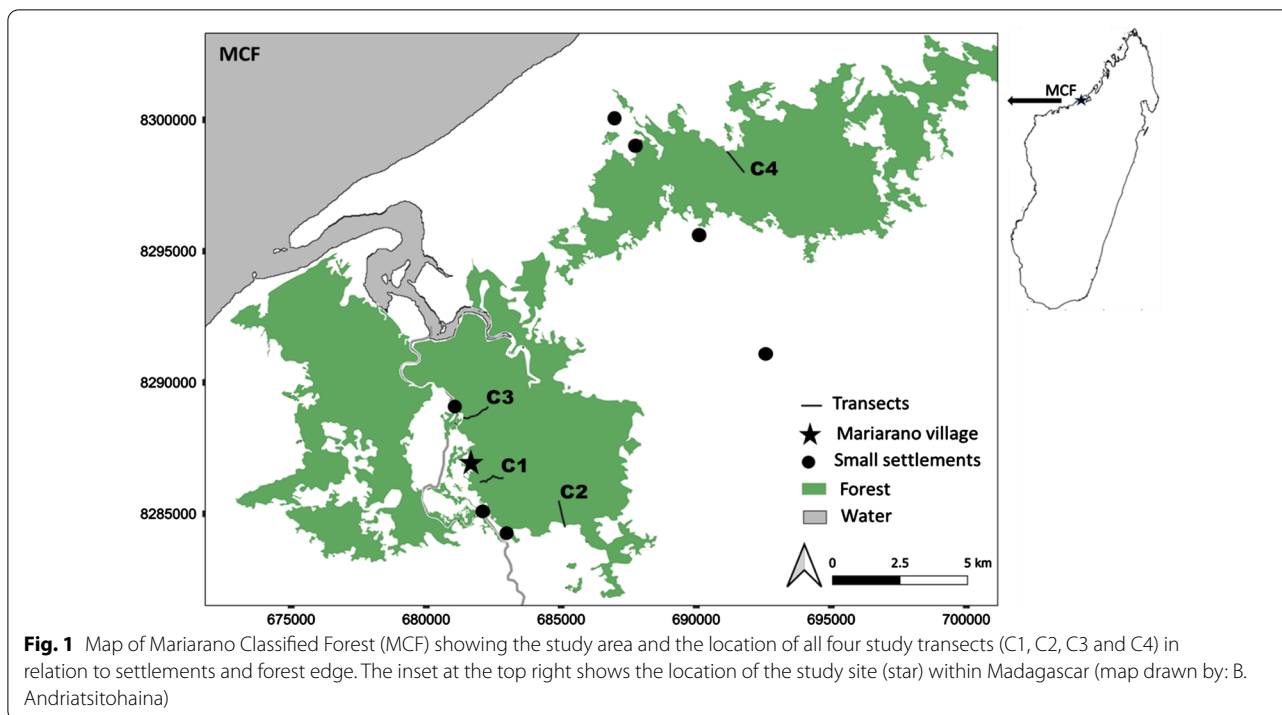 MCF
MCF
8300000
8295000
8290000
8285000
C4
C3
C1
C2
Transects
Mariarano village
Small settlements
Forest
Water
0 2.5 5 km
675000 680000 685000 690000 695000 700000
Fig. 1 Map of Mariarano Classified Forest (MCF) showing the study area and the location of all four study transects (C1, C2, C3 and C4) in
relation to settlements and forest edge. The inset at the top right shows the location of the study site (star) within Madagascar (map drawn by: B.
Andriatsitohaina)